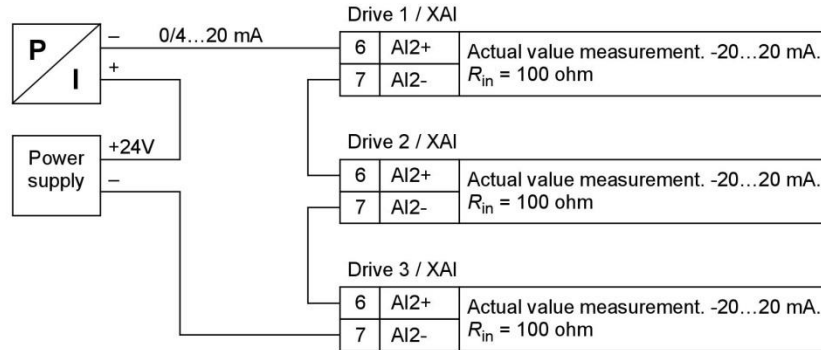 Drive 1 / XAI
P
I
–
+
0/4...20 mA
6 AI2+
7 AI2-
Actual value measurement. -20...20 mA.
Rin = 100 ohm
Power
supply
+24V
–
Drive 2 / XAI
6 AI2+
7 AI2-
Actual value measurement. -20...20 mA.
Rin = 100 ohm
Drive 3 / XAI
6 AI2+
7 AI2-
Actual value measurement. -20...20 mA.
Rin = 100 ohm